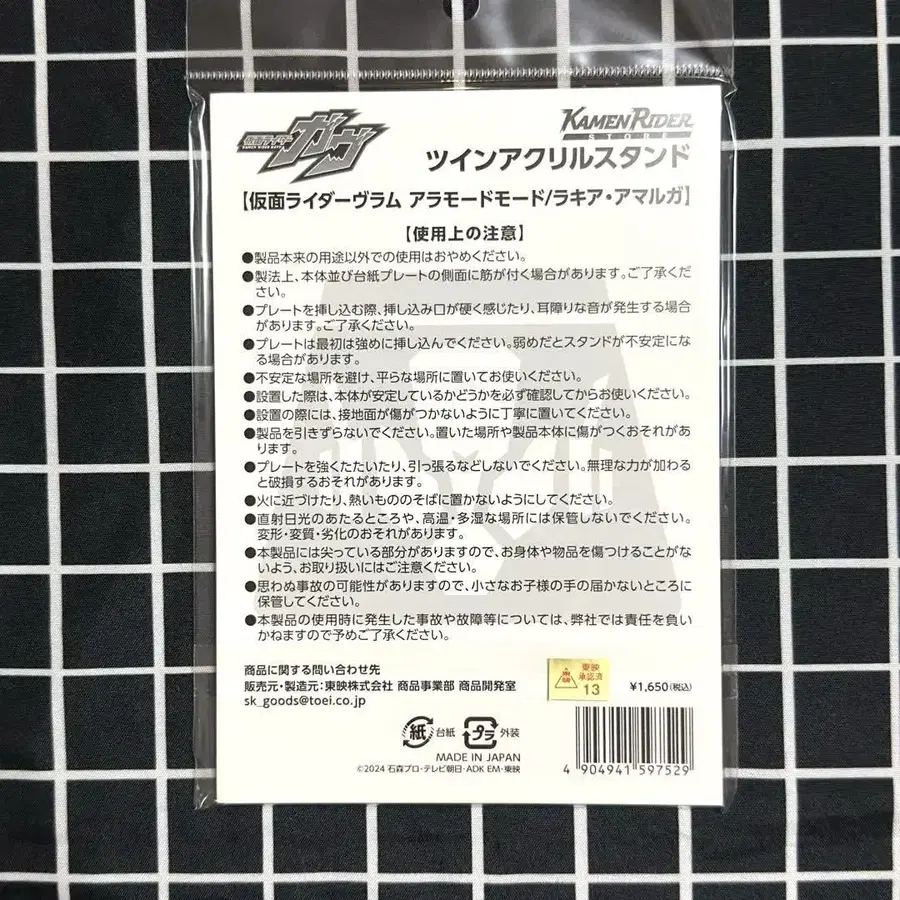 仮面ライダー ガヴ
KAMEN RIDER GAVV
KAMEN RIDER
STORE
ツインアクリルスタンド
【仮面ライダーヴラム アラモードモード/ラキア・アマルガ】
【使用上の注意】
●製品本来の用途以外での使用はおやめください。
●製法上、本体並び台紙プレートの側面に筋が付く場合があります。ご了承くだ
さい。
●プレートを挿し込む際、挿し込み口が硬く感じたり、耳障りな音が発生する場合
があります。ご了承ください。
●プレートは最初は強めに挿し込んでください。弱めだとスタンドが不安定にな
る場合があります。
●不安定な場所を避け、平らな場所に置いてお使いください。
●設置した際は、本体が安定しているかどうかを必ず確認してからお使いください。
●設置の際には、接地面が傷がつかないように丁寧に置いてください。
●製品を引きずらないでください。置いた場所や製品本体に傷がつくおそれがあ
ります。
●プレートを強くたたいたり、引っ張るなどしないでください。無理な力が加わる
と破損するおそれがあります。
●火に近づけたり、熱いもののそばに置かないようにしてください。
●直射日光のあたるところや、高温・多湿な場所には保管しないでください。
変形・変質・劣化のおそれがあります。
●本製品には尖っている部分がありますので、お身体や物品を傷つけることがな
いよう、お取り扱いにはご注意ください。
●思わぬ事故の可能性がありますので、小さなお子様の手の届かないところに
保管してください。
●本製品の使用時に発生した事故や故障等については、弊社では責任を負い
かねますので予めご了承ください。
商品に関する問い合わせ先
販売元・製造元:東映株式会社 商品事業部 商品開発室
sk_goods@toei.co.jp
東映
承認済
13
¥1,650(税込)
紙 台紙 プラ 外装
MADE IN JAPAN
©2024 石森プロ・テレビ朝日・ADK EM・東映
4 904941 597529